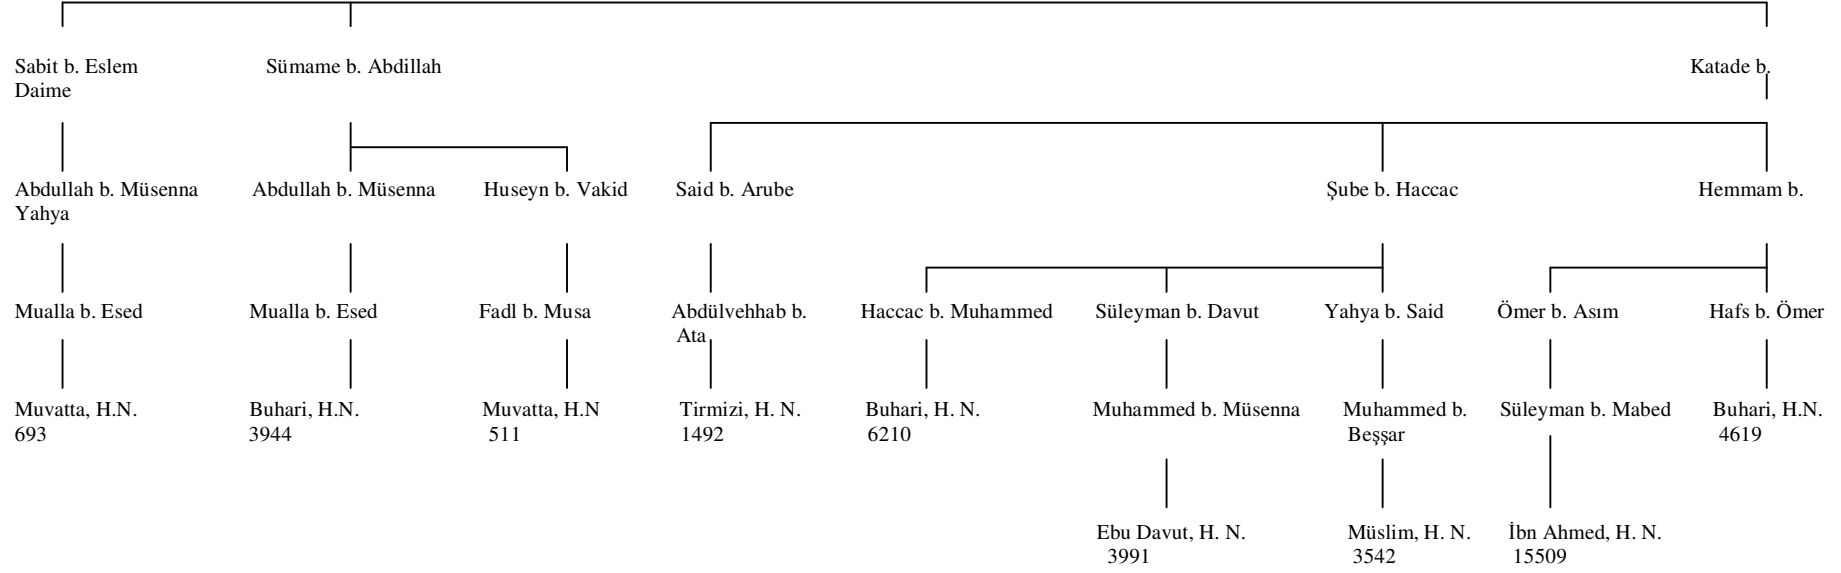 Sabit b. Eslem Sümame b. Abdillah Katade b.
Daime
Abdullah b. Müsenna Abdullah b. Müsenna Huseyn b. Vakid Said b. Arube Şube b. Haccac Hemmam b.
Yahya
Mualla b. Esed Mualla b. Esed Fadl b. Musa Abdülvehhab b. Haccac b. Muhammed Süleyman b. Davut Yahya b. Said Ömer b. Asım Hafs b. Ömer
Ata
Muvatta, H.N. Buhari, H.N. Muvatta, H.N Tirmizi, H. N. Buhari, H. N. Muhammed b. Müsenna Muhammed b. Süleyman b. Mabed Buhari, H.N.
693 3944 511 1492 6210 Beşşar 4619
Ebu Davut, H. N. Müslim, H. N. İbn Ahmed, H. N.
3991 3542 15509